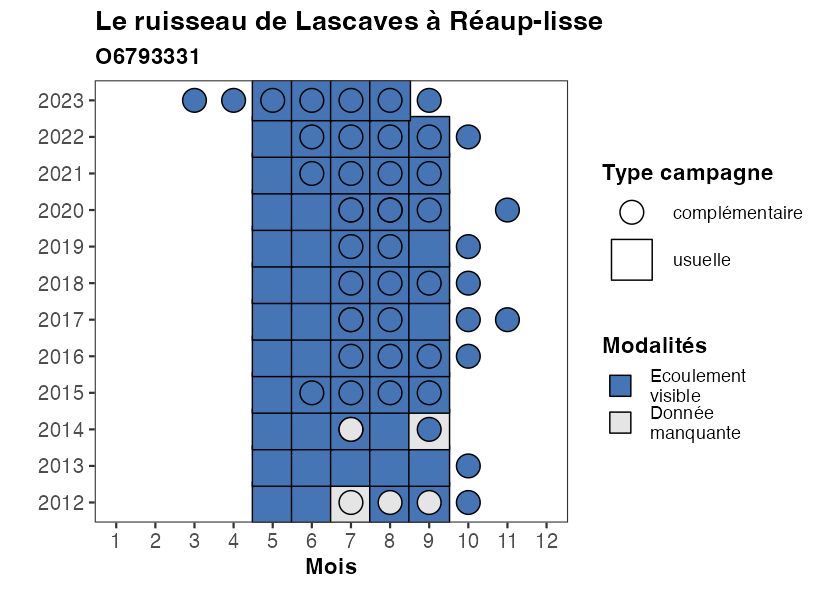 Le ruisseau de Lascaves à Réaup-lisse
O6793331
2023
2022
2021
2020
2019
2018
2017
2016
2015
2014
2013
2012
1 2 3 4 5 6 7 8 9 10 11 12
Mois
Type campagne
complémentaire
usuelle
Modalités
Ecoulement
visible
Donnée
manquante